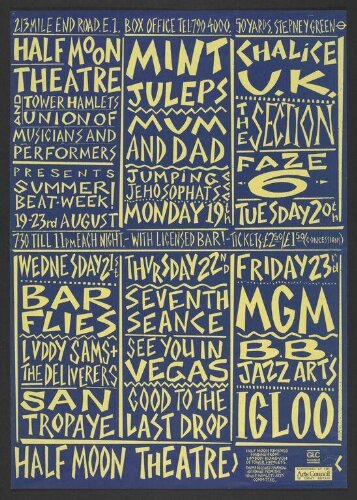 213 MILE END ROAD. E.1. BOX OFFICE TEL: 790 4000. 50 YARDS, STEPNEY GREEN
HALF MOON
THEATRE
AND
TOWER HAMLETS
UNION OF
MUSICIANS AND
PERFORMERS
PRESENTS
SUMMER
BEAT-WEEK!
19-23RD AUGUST
MINT
JULEPS
MUM
AND DAD
JUMPING
JEHOSOPHATS
MONDAY 19th
CHALICE
U.K.
THE SECTION
FAZE
6
TUESDAY 20th
7.30 TILL 11PM EACH NIGHT - WITH LICENSED BAR! - TICKETS £2.50/£1.50 (CONCESSIONS)
WEDNESDAY 21st
BAR
FLIES
LUDDY SAMS +
THE DELIVERERS
SAN
TROPAYE
THURSDAY 22ND
SEVENTH
SEANCE
SEE YOU IN
VEGAS
GOOD TO THE
LAST DROP
FRIDAY 23rd
MGM
B.B.
JAZZ ARTS
IGLOO
HALF MOON THEATRE
HALF MOON RECEIVES
GLC
Arts Council